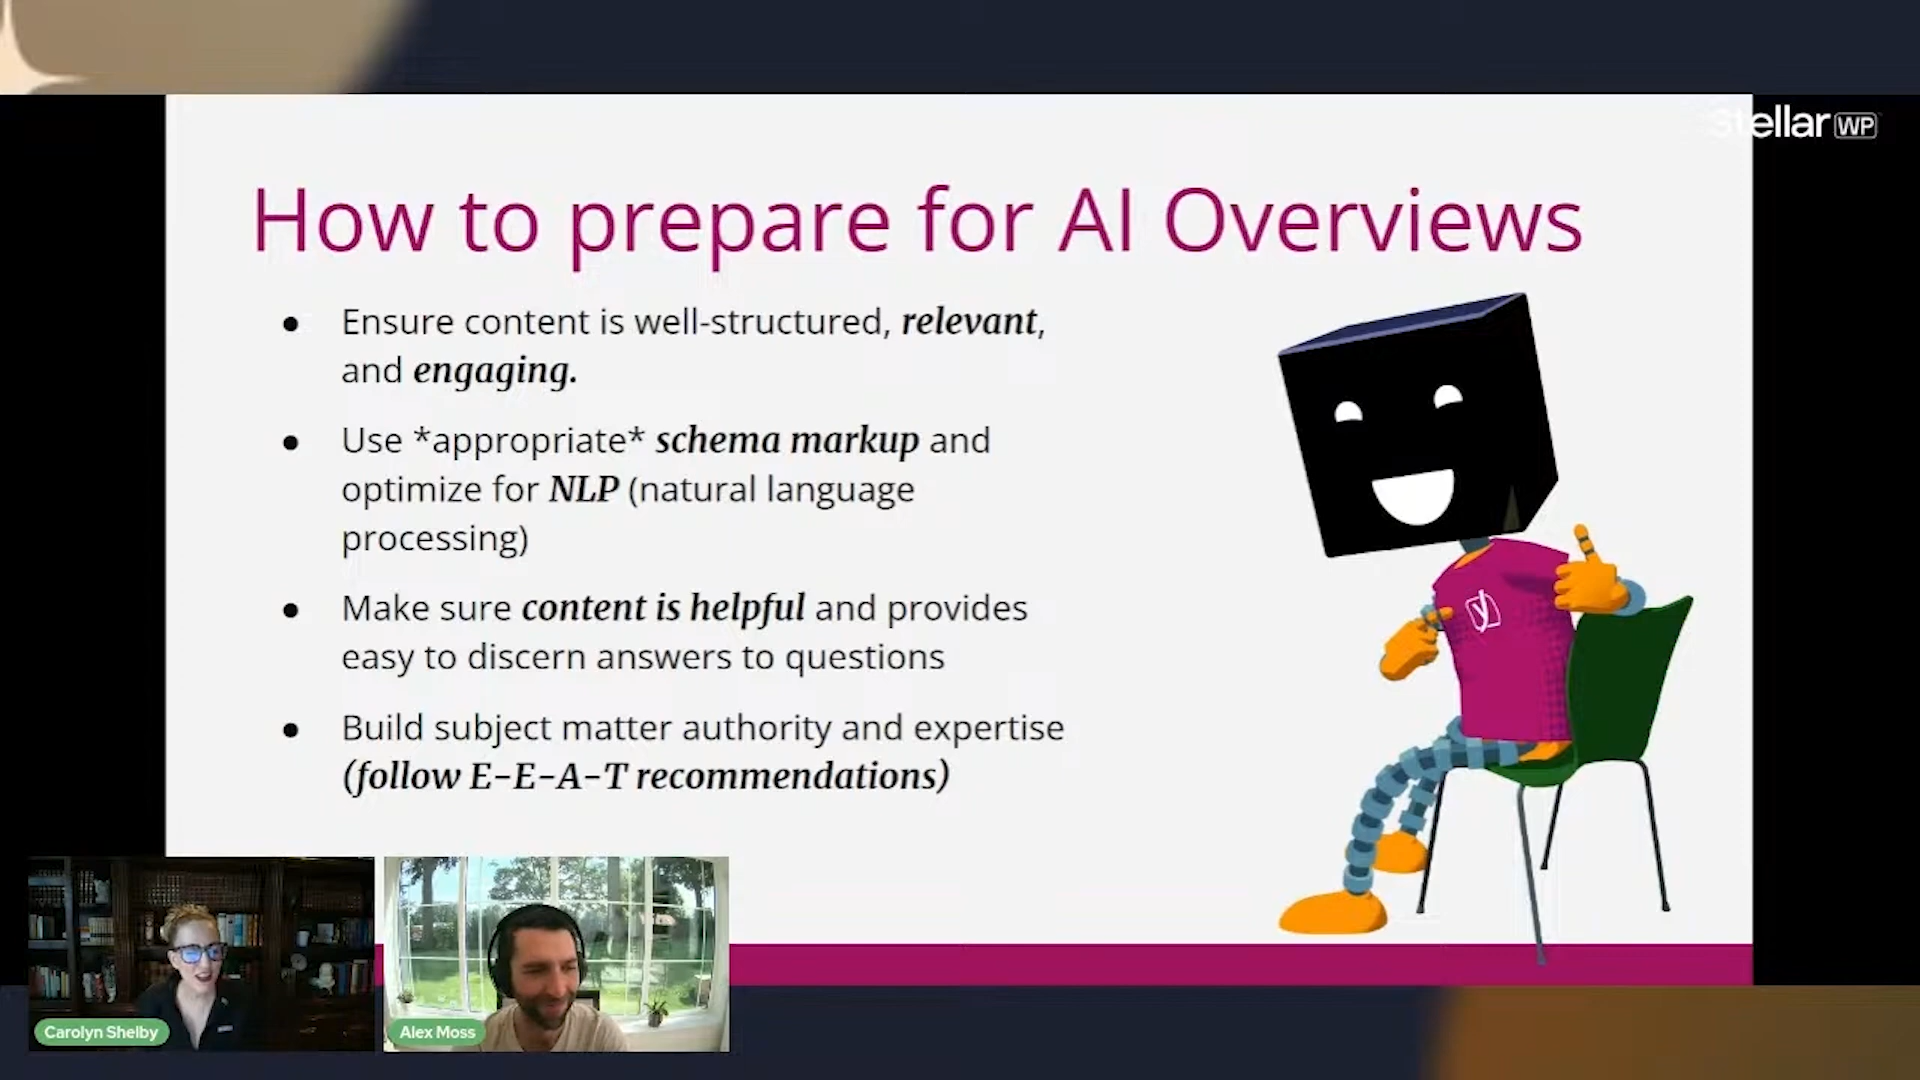 Stellar WP
How to prepare for AI Overviews
● Ensure content is well-structured, relevant,
and engaging.
● Use *appropriate* schema markup and
optimize for NLP (natural language
processing)
● Make sure content is helpful and provides
easy to discern answers to questions
● Build subject matter authority and expertise
(follow E-E-A-T recommendations)
Carolyn Shelby
Alex Moss